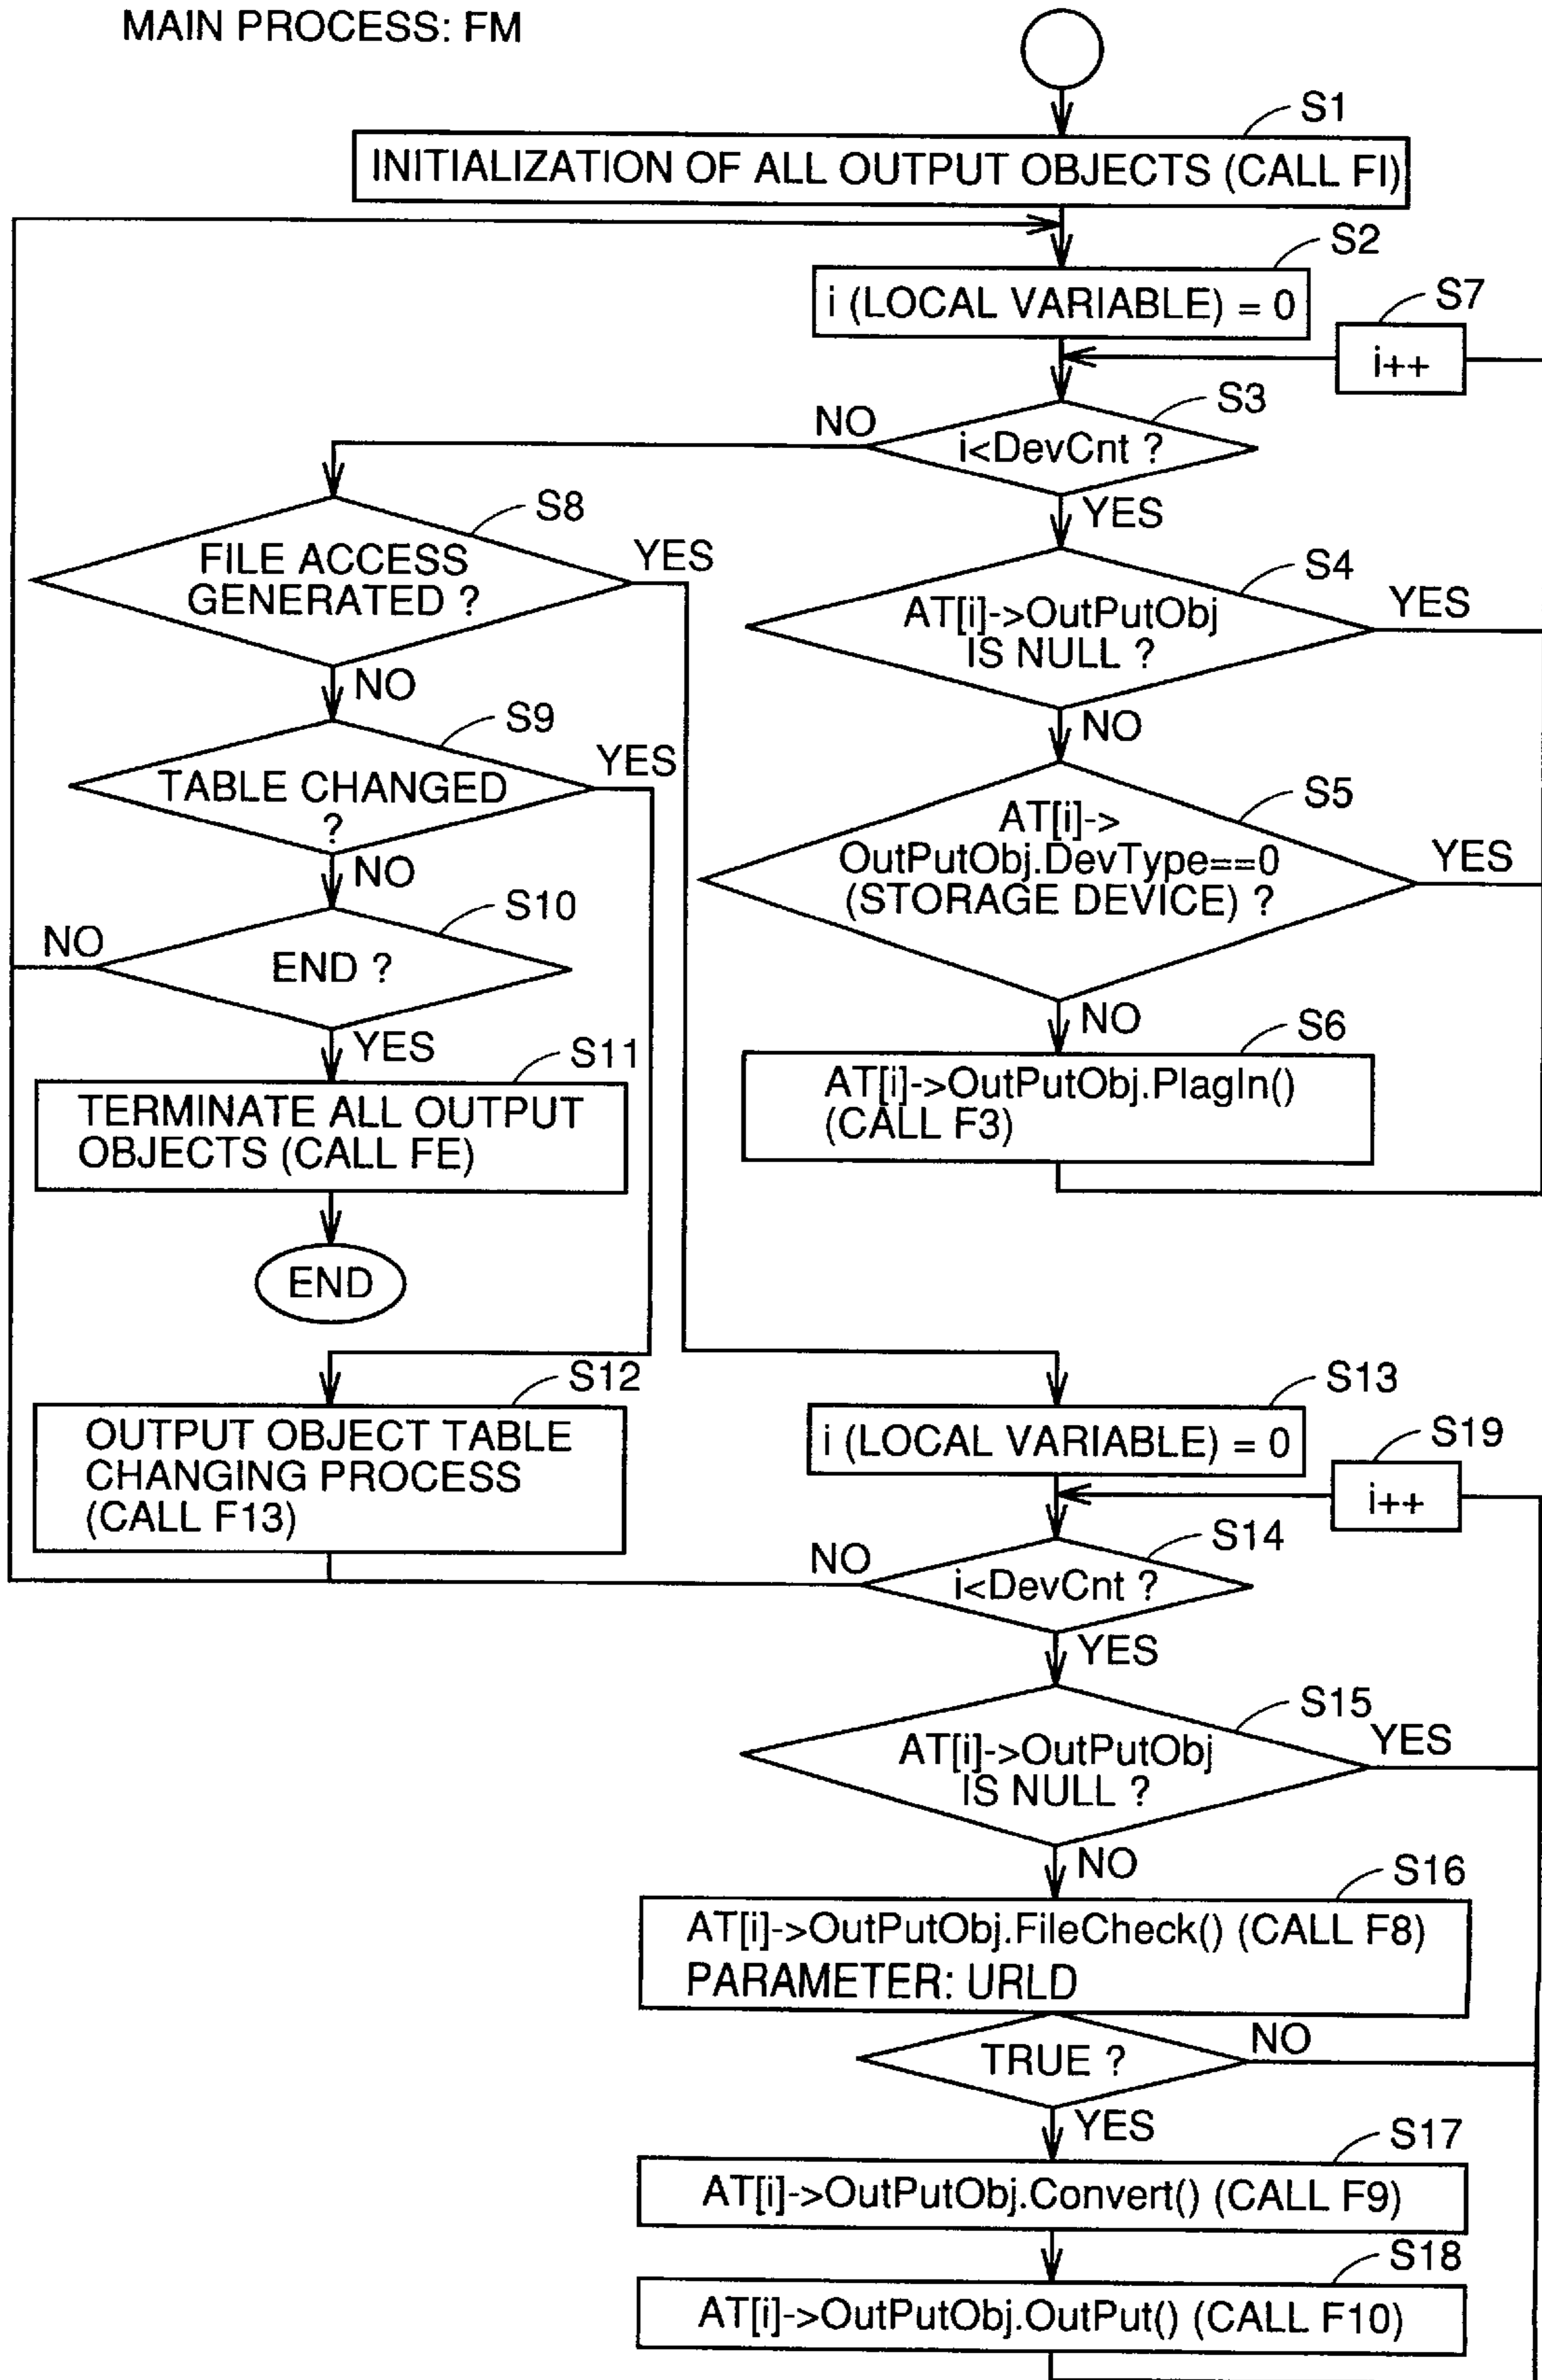 MAIN PROCESS: FM
S1
INITIALIZATION OF ALL OUTPUT OBJECTS (CALL FI)
S2
i (LOCAL VARIABLE) = 0
S7
i++
S3
NO
i<DevCnt ?
YES
S8
FILE ACCESS
GENERATED ?
YES
NO
S4
AT[i]->OutPutObj
IS NULL ?
YES
NO
S9
TABLE CHANGED
?
YES
NO
S5
AT[i]->
OutPutObj.DevType==0
(STORAGE DEVICE) ?
YES
NO
S10
NO
END ?
YES
S6
AT[i]->OutPutObj.PlagIn()
(CALL F3)
S11
TERMINATE ALL OUTPUT
OBJECTS (CALL FE)
END
S12
OUTPUT OBJECT TABLE
CHANGING PROCESS
(CALL F13)
S13
i (LOCAL VARIABLE) = 0
S19
i++
S14
NO
i<DevCnt ?
YES
S15
AT[i]->OutPutObj
IS NULL ?
YES
NO
S16
AT[i]->OutPutObj.FileCheck() (CALL F8)
PARAMETER: URLD
TRUE ?
NO
YES
S17
AT[i]->OutPutObj.Convert() (CALL F9)
S18
AT[i]->OutPutObj.OutPut() (CALL F10)